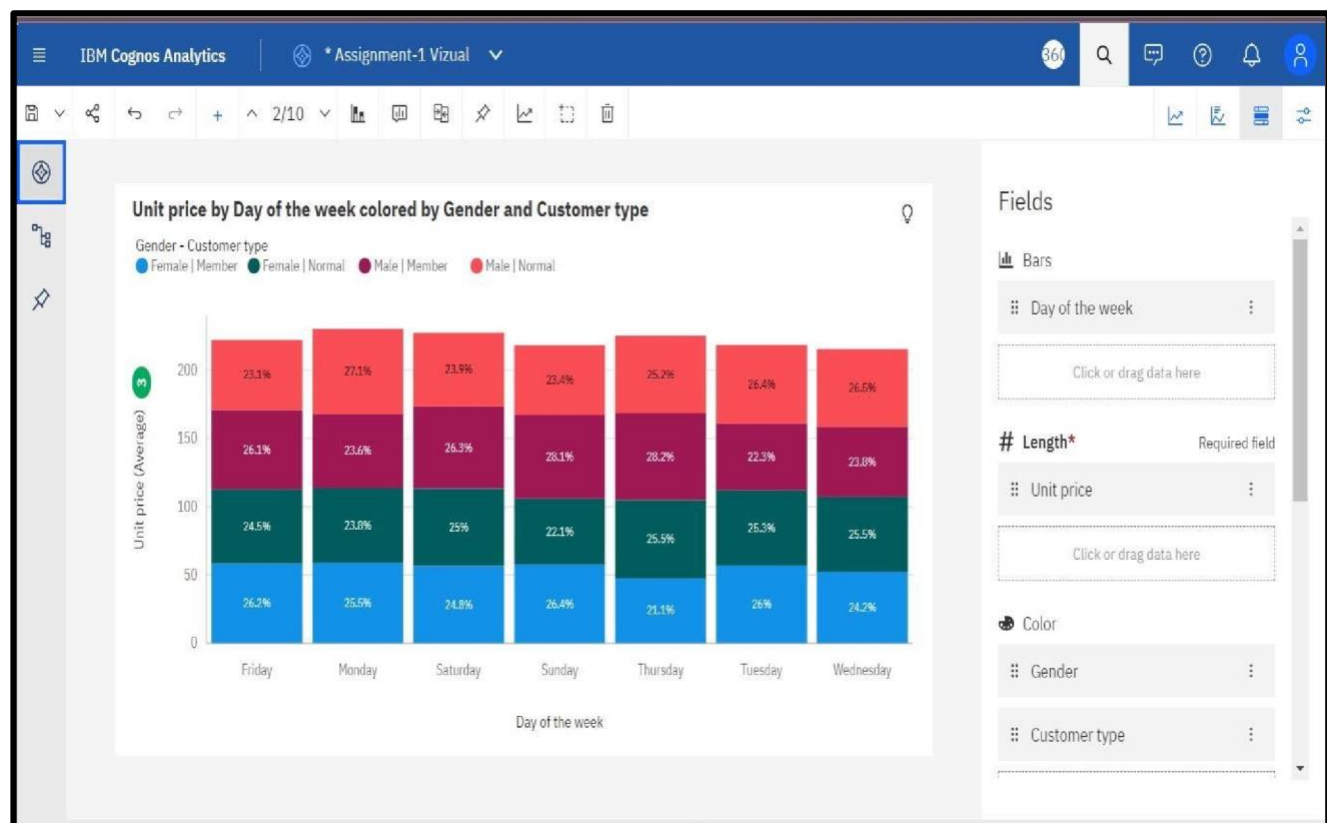 IBM Cognos Analytics
* Assignment-1 Vizual
360
2/10
Unit price by Day of the week colored by Gender and Customer type
Gender - Customer type
Female | Member Female | Normal Male | Member Male | Normal
Unit price (Average)
3
200
150
100
50
0
23.1% 27.1% 23.9% 23.4% 25.2% 26.4% 26.5%
26.1% 23.6% 26.3% 28.1% 28.2% 22.3% 23.8%
24.5% 23.8% 25% 22.1% 25.5% 25.3% 25.5%
26.2% 25.5% 24.8% 26.4% 21.1% 26% 24.2%
Friday Monday Saturday Sunday Thursday Tuesday Wednesday
Day of the week
Fields
Bars
Day of the week
Click or drag data here
# Length* Required field
Unit price
Click or drag data here
Color
Gender
Customer type